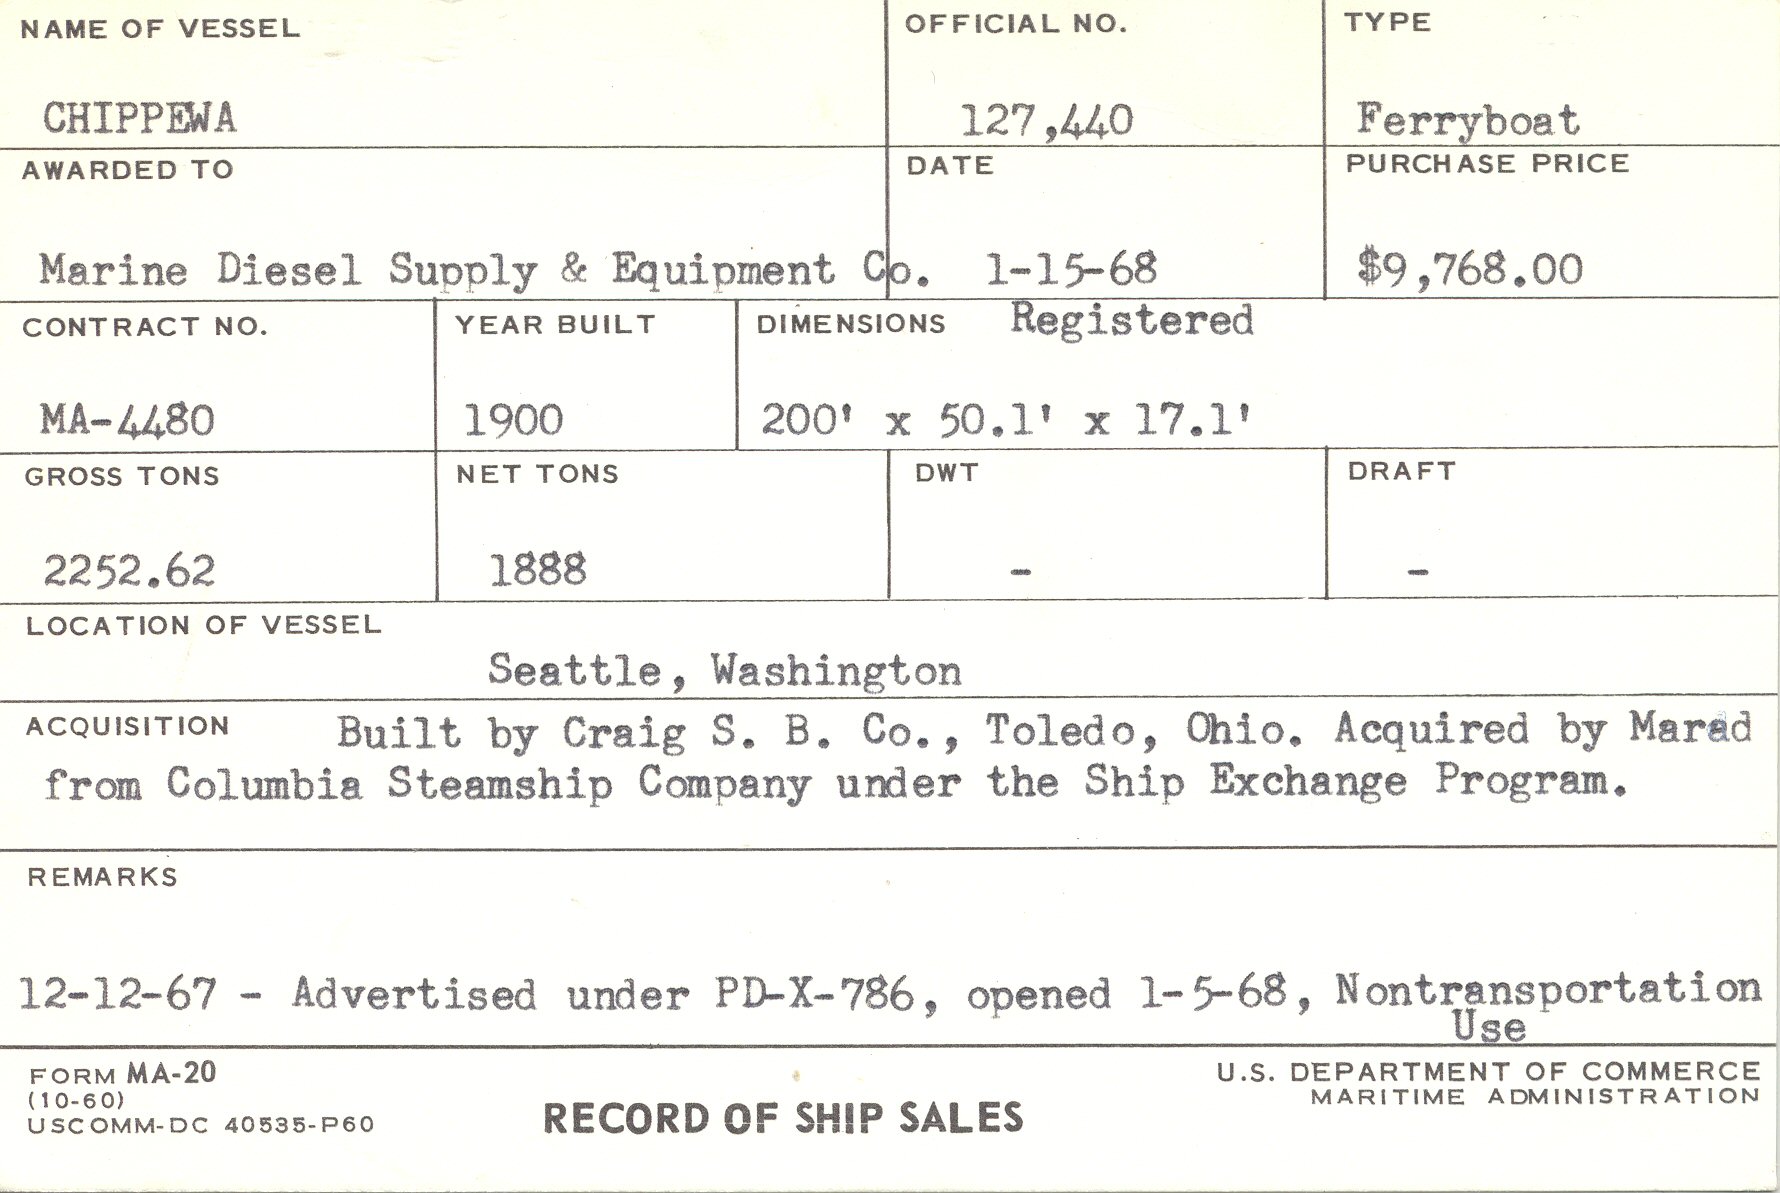 NAME OF VESSEL OFFICIAL NO. TYPE
CHIPPEWA 127,440 Ferryboat
AWARDED TO DATE PURCHASE PRICE
Marine Diesel Supply & Equipment Co. 1-15-68 $9,768.00
CONTRACT NO. YEAR BUILT DIMENSIONS Registered
MA-4480 1900 200' x 50.1' x 17.1'
GROSS TONS NET TONS DWT DRAFT
2252.62 1888 - -
LOCATION OF VESSEL
Seattle, Washington
ACQUISITION Built by Craig S. B. Co., Toledo, Ohio. Acquired by Marad
from Columbia Steamship Company under the Ship Exchange Program.
REMARKS
12-12-67 - Advertised under PD-X-786, opened 1-5-68, Nontransportation
Use
FORM MA-20 U.S. DEPARTMENT OF COMMERCE
(10-60) MARITIME ADMINISTRATION
USCOMM-DC 40535-P60 RECORD OF SHIP SALES